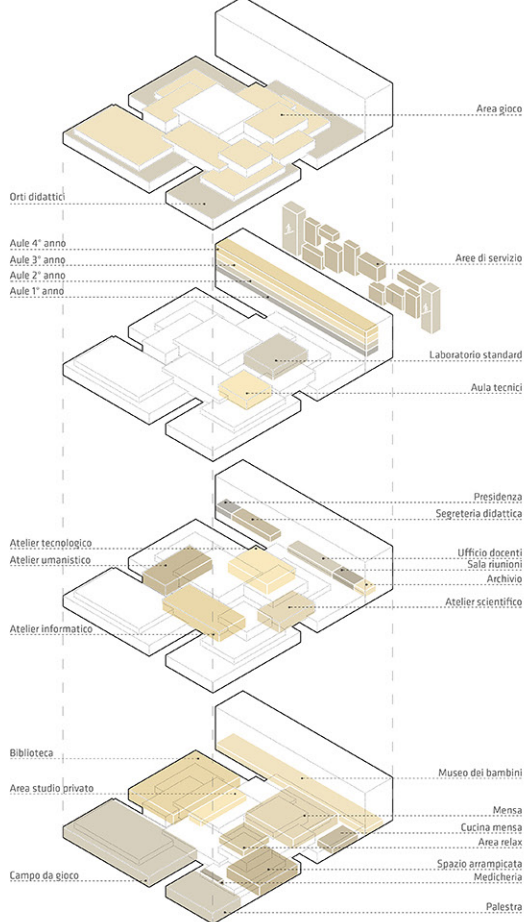 Area gioco
Orti didattici
Aule 4° anno
Aule 3° anno
Aule 2° anno
Aule 1° anno
Aree di servizio
Laboratorio standard
Aula tecnici
Presidenza
Segreteria didattica
Atelier tecnologico
Atelier umanistico
Ufficio docenti
Sala riunioni
Archivio
Atelier scientifico
Atelier informatico
Biblioteca
Museo dei bambini
Area studio privato
Mensa
Cucina mensa
Area relax
Spazio arrampicata
Campo da gioco
Medicheria
Palestra